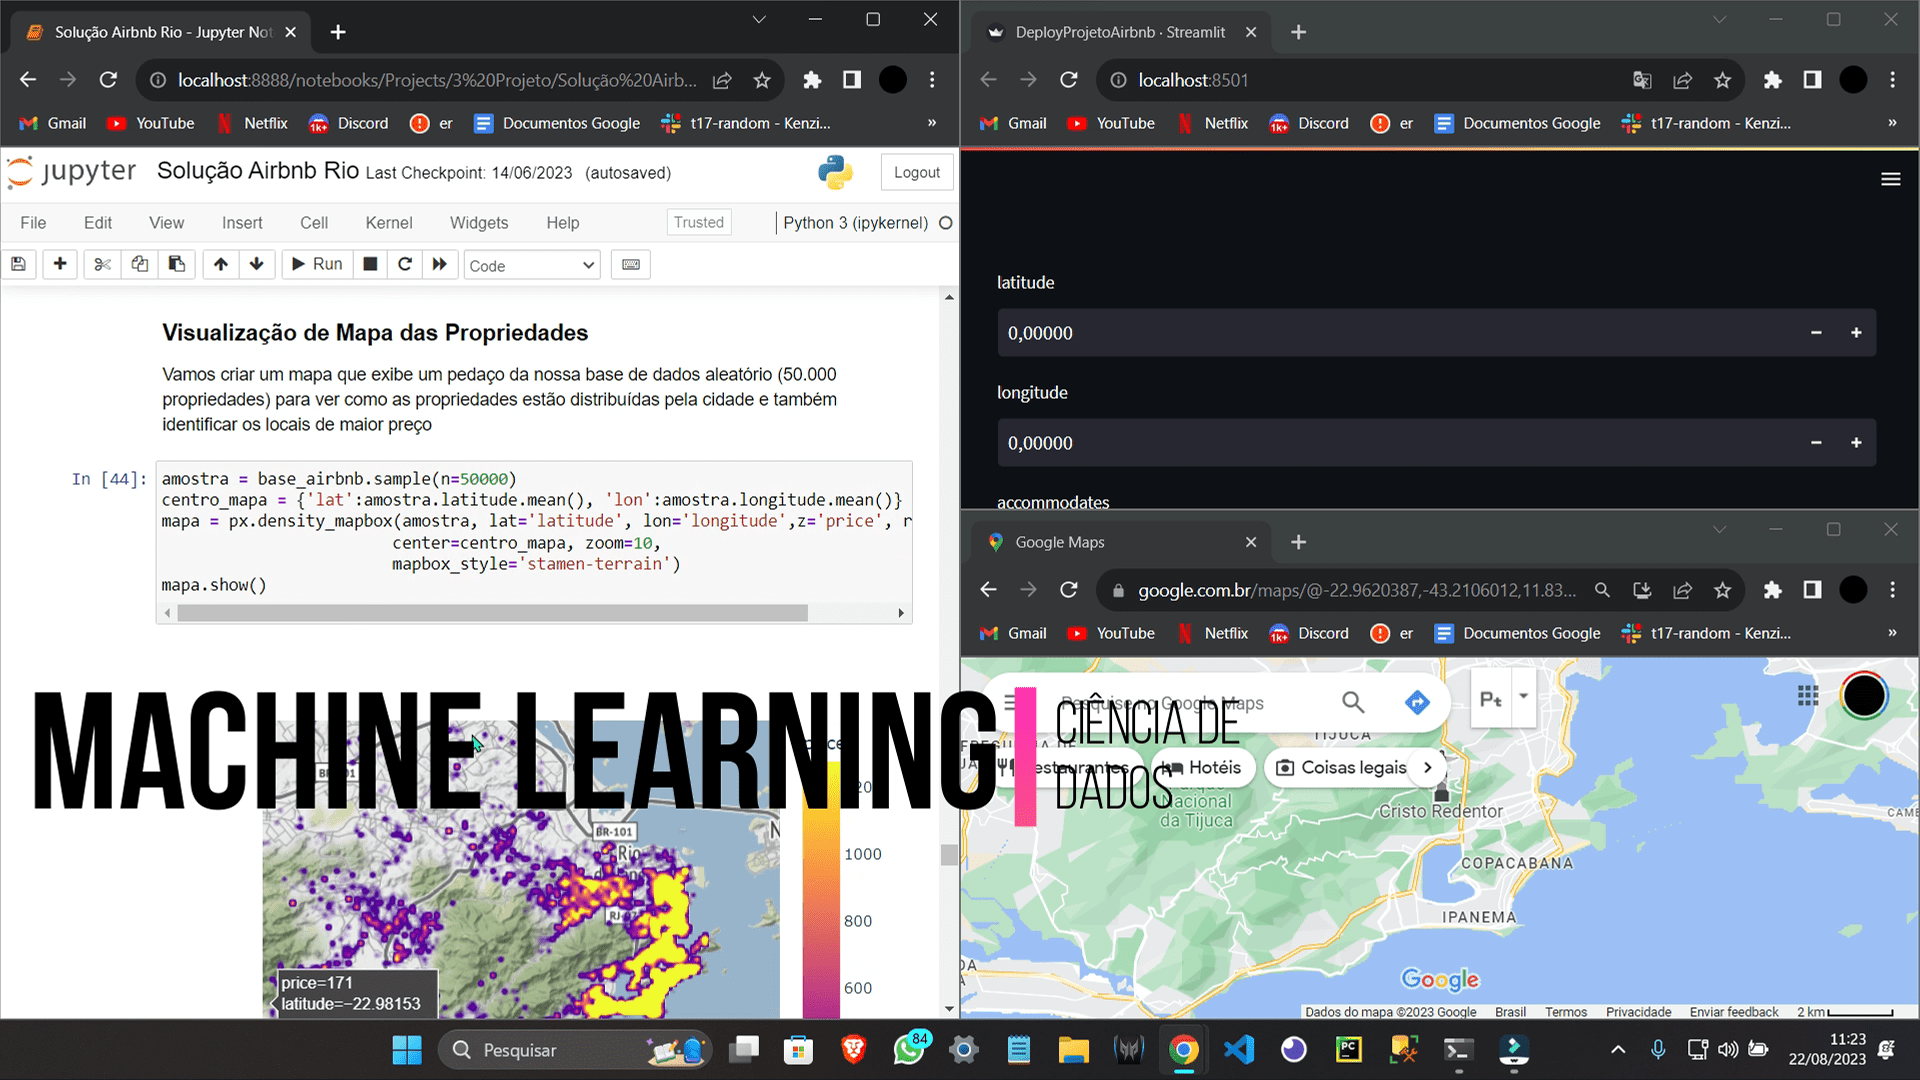 Solução Airbnb Rio - Jupyter Not
localhost:8888/notebooks/Projects/3%20Projeto/Solução%20Airb...
Gmail YouTube Netflix Discord er Documentos Google t17-random - Kenzi... »
jupyter Solução Airbnb Rio Last Checkpoint: 14/06/2023 (autosaved) Logout
File Edit View Insert Cell Kernel Widgets Help Trusted Python 3 (ipykernel)
Run Code
Visualização de Mapa das Propriedades
Vamos criar um mapa que exibe um pedaço da nossa base de dados aleatório (50.000
propriedades) para ver como as propriedades estão distribuídas pela cidade e também
identificar os locais de maior preço
In [44]:
amostra = base_airbnb.sample(n=50000)
centro_mapa = {'lat':amostra.latitude.mean(), 'lon':amostra.longitude.mean()}
mapa = px.density_mapbox(amostra, lat='latitude', lon='longitude',z='price', r
center=centro_mapa, zoom=10,
mapbox_style='stamen-terrain')
mapa.show()
MACHINE LEARNING
CIÊNCIA DE
DADOS
BR-101
Rio
1000
800
600
price=171
latitude=−22.98153
DeployProjetoAirbnb · Streamlit
localhost:8501
Gmail YouTube Netflix Discord er Documentos Google t17-random - Kenzi... »
latitude
0,00000 - +
longitude
0,00000 - +
accommodates
Google Maps
google.com.br/maps/@-22.9620387,-43.2106012,11.83...
Gmail YouTube Netflix Discord er Documentos Google t17-random - Kenzi... »
Pesquise no Google Maps
Pt
TIJUCA
Restaurantes Hotéis Coisas legais
Nacional
da Tijuca
Cristo Redentor
CAME
COPACABANA
IPANEMA
Google
Dados do mapa ©2023 Google Brasil Termos Privacidade Enviar feedback 2 km
Pesquisar
84
PC
11:23
22/08/2023